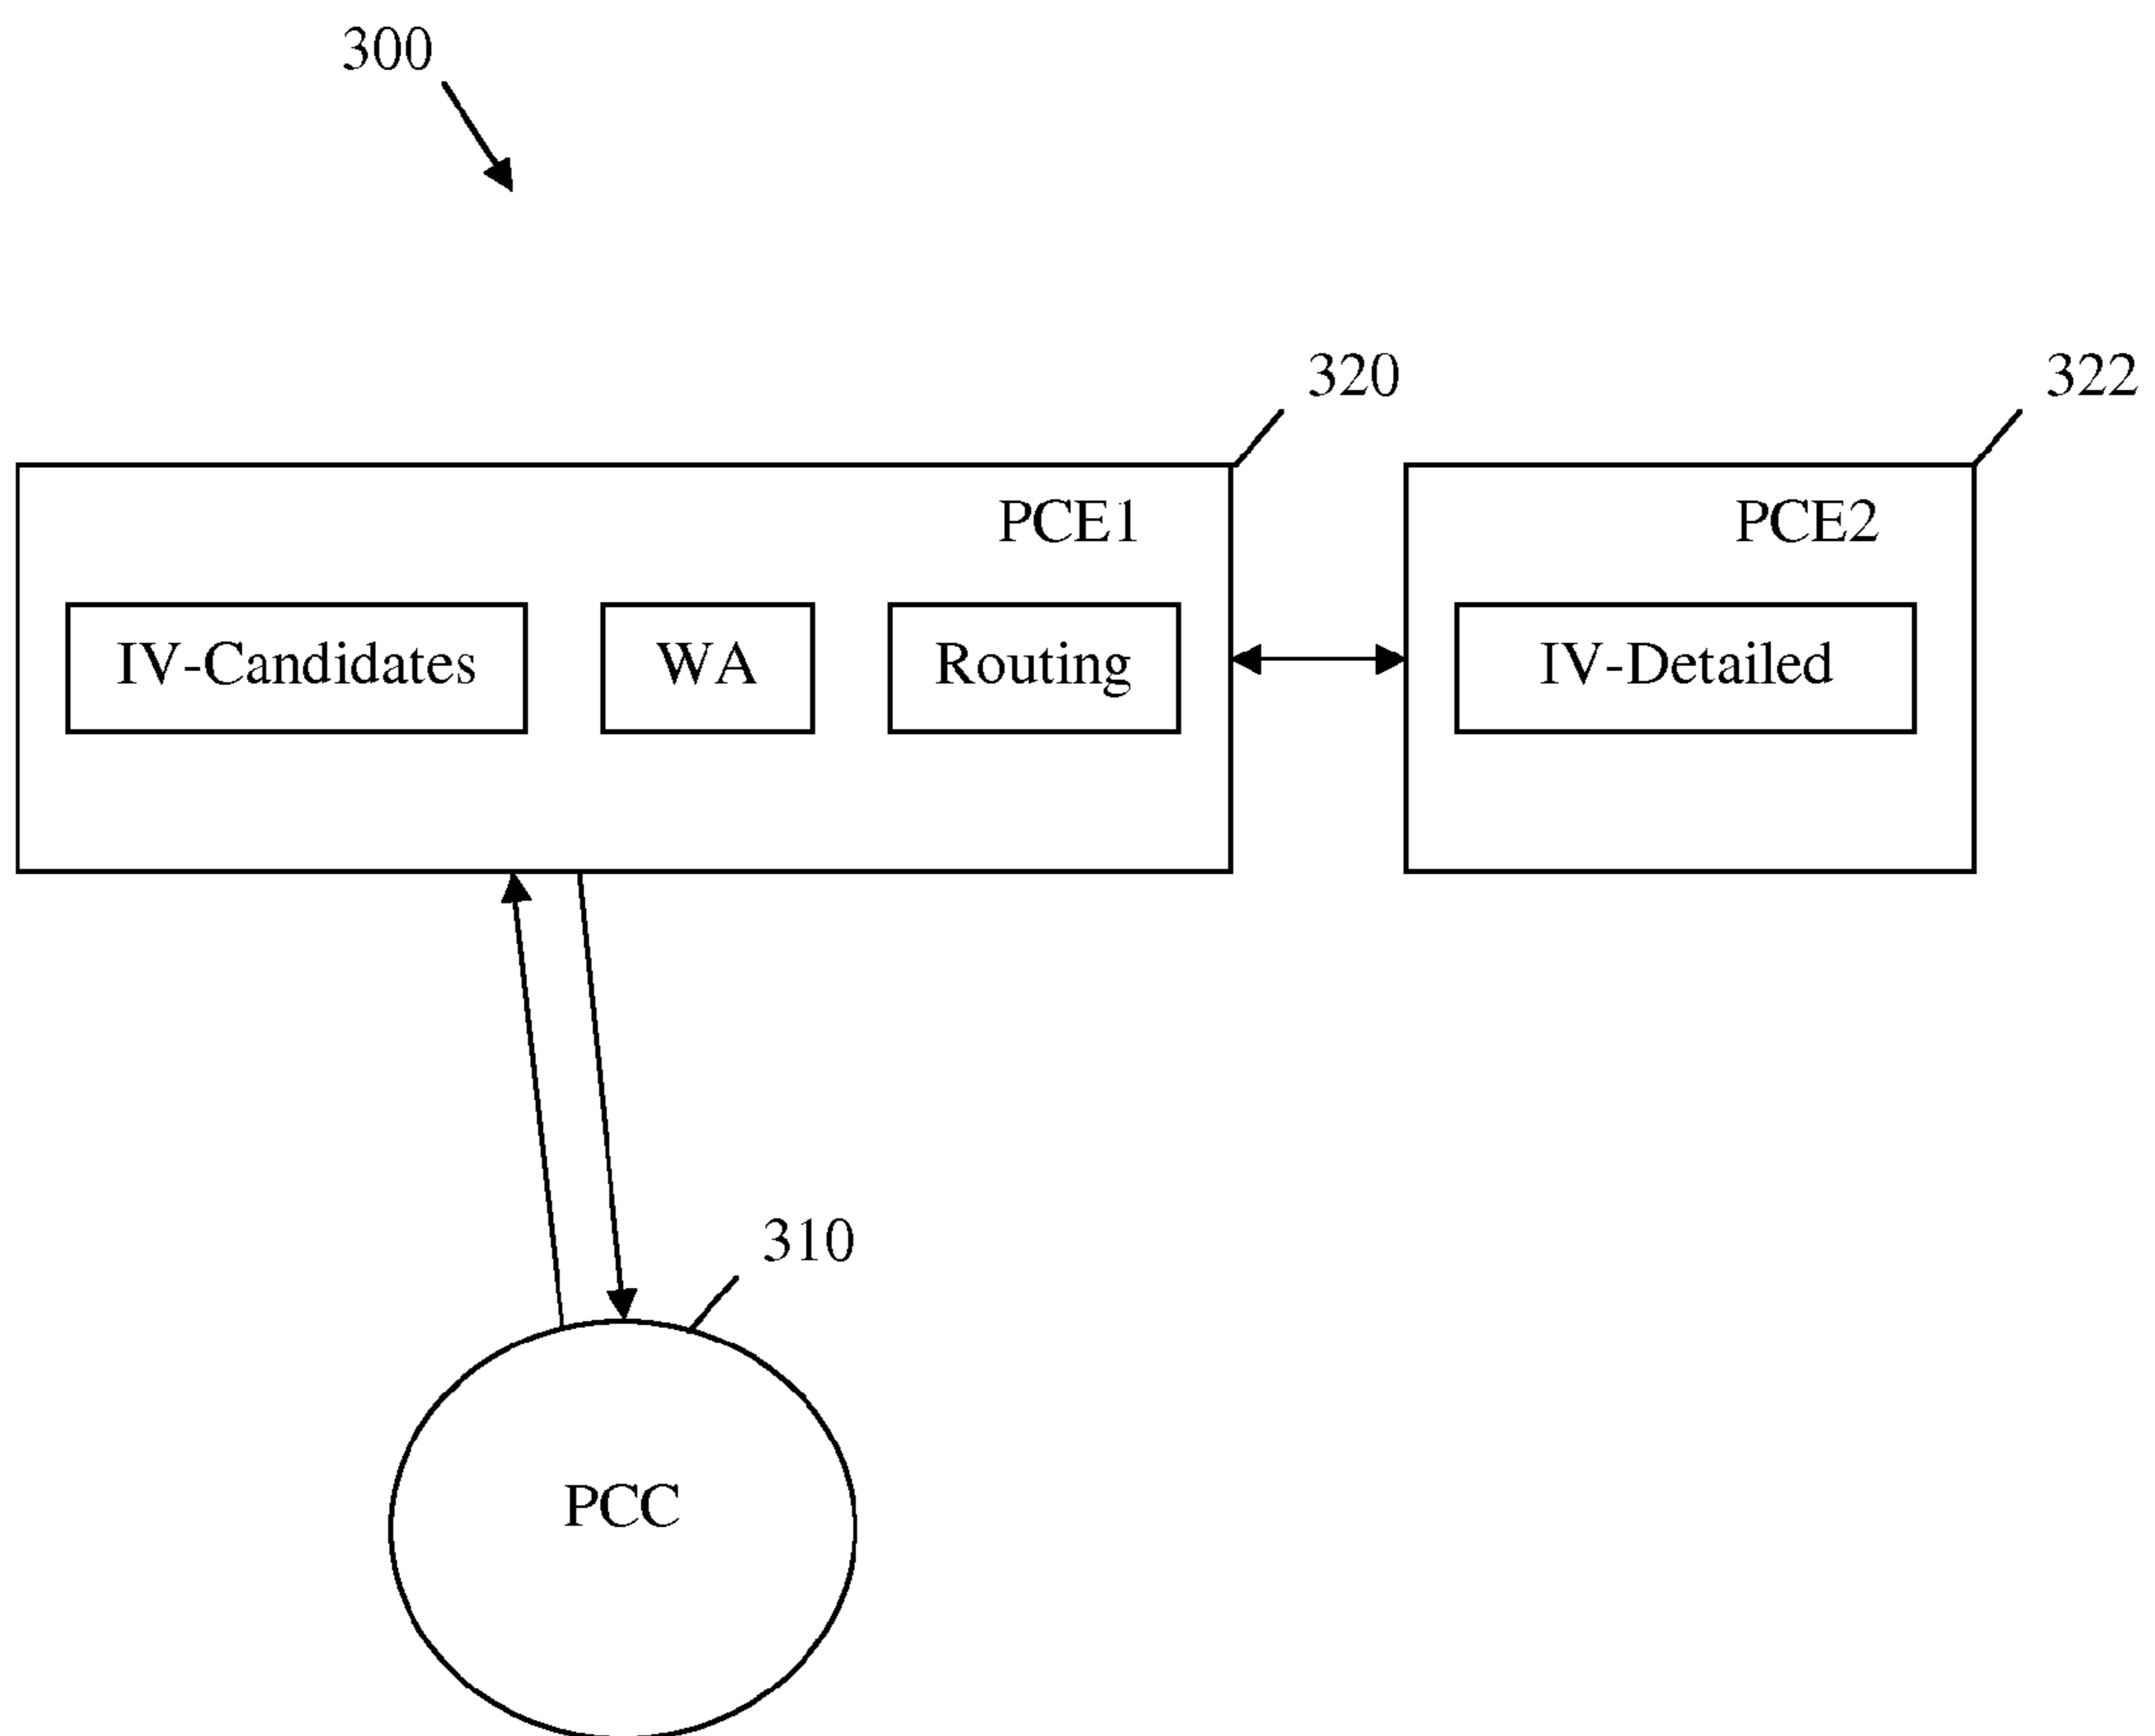 300
320
322
PCE1
PCE2
IV-Candidates
WA
Routing
IV-Detailed
310
PCC